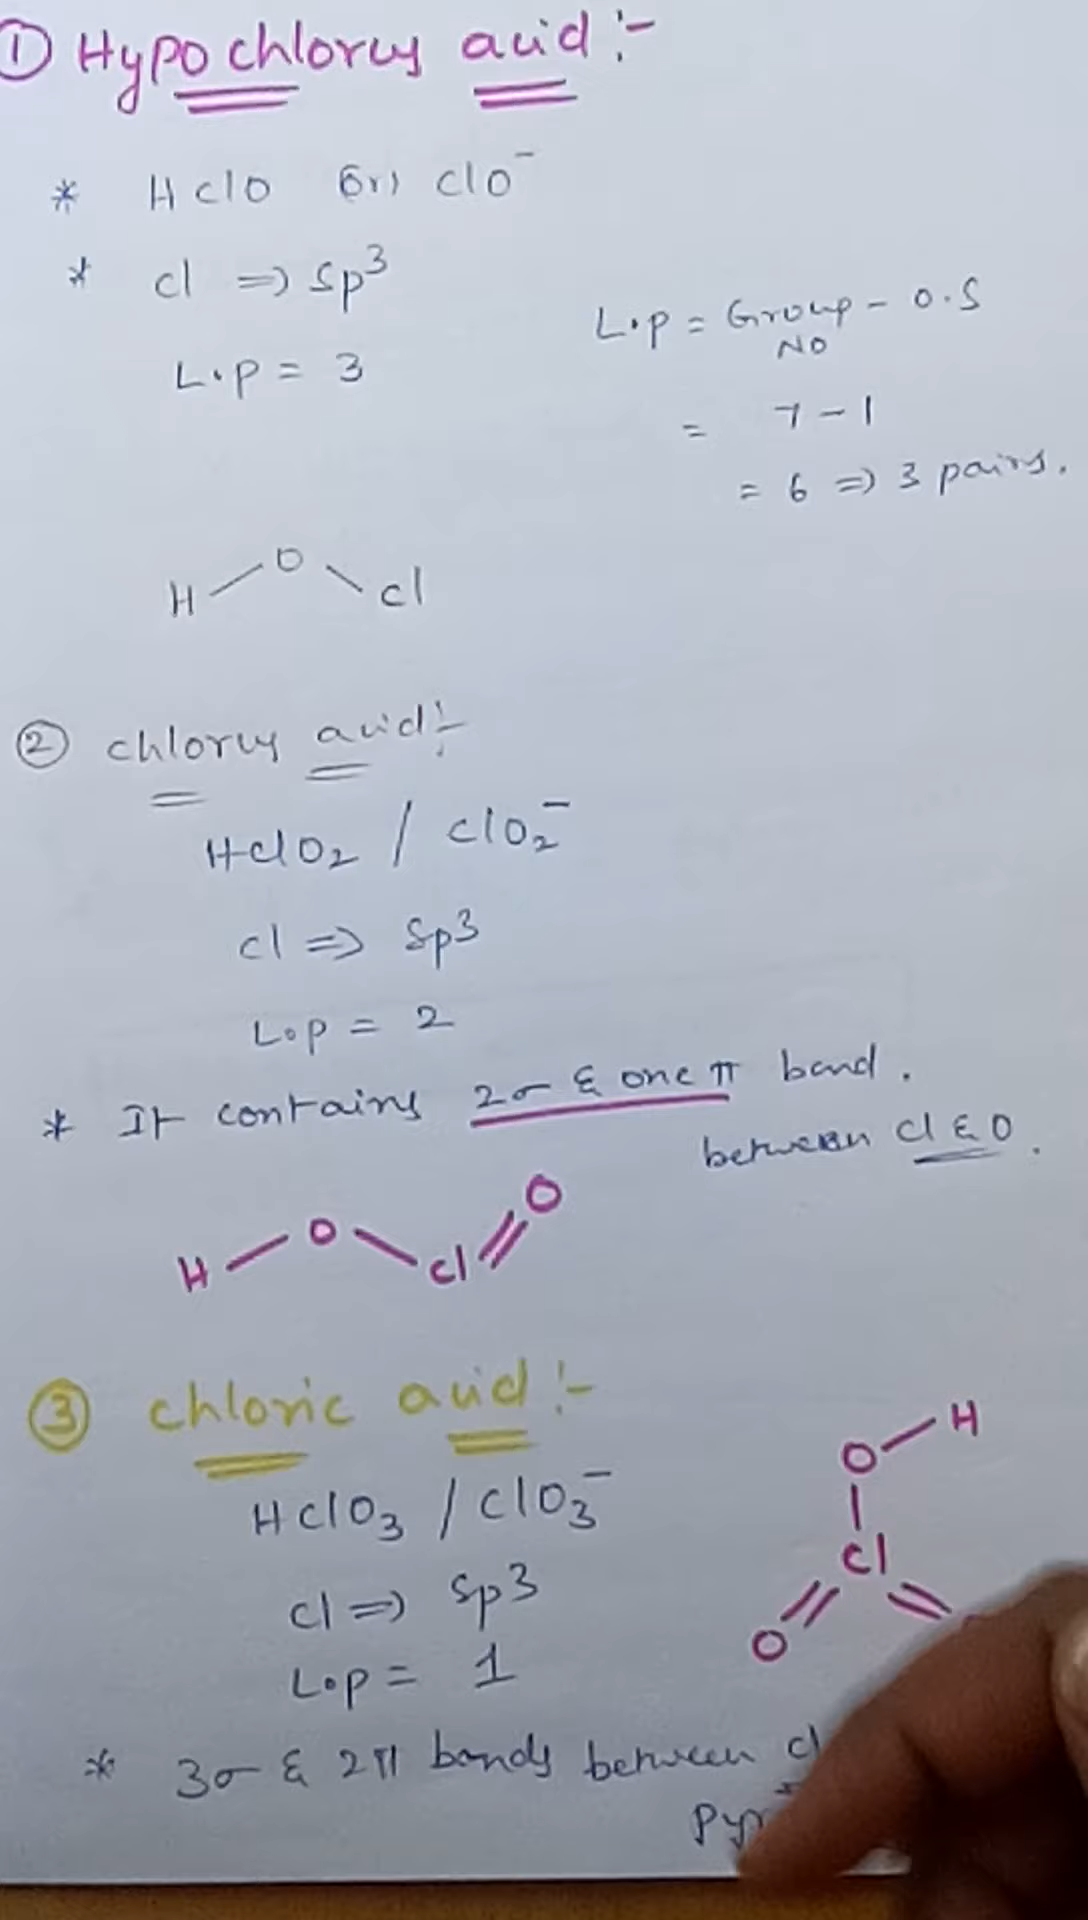 ① Hypochlorus acid :-
* HClO (or) ClO⁻
* Cl ⇒ Sp³
L.p = 3
L.p = Group No - O.S
= 7 - 1
= 6 ⇒ 3 pairs.
H O Cl
② chlorus acid :-
HClO₂ / ClO₂⁻
Cl ⇒ Sp³
L.p = 2
* It contains 2σ & one π bond.
between Cl & O.
H O Cl O
③ chloric acid :-
HClO₃ / ClO₃⁻
Cl ⇒ Sp³
L.p = 1
O H
Cl
O
* 3σ & 2π bonds between Cl